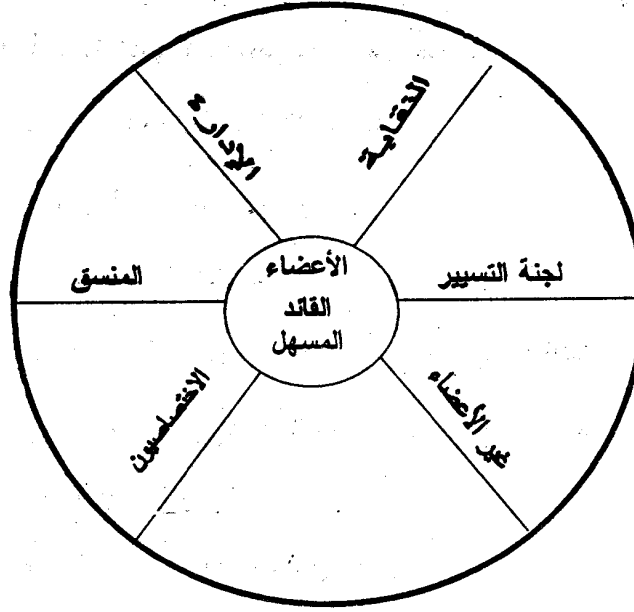 النقابة
الإدارة
لجنة التسيير
المنسق
الأعضاء
القائد
المسهل
غير الأعضاء
الاختصاصيون